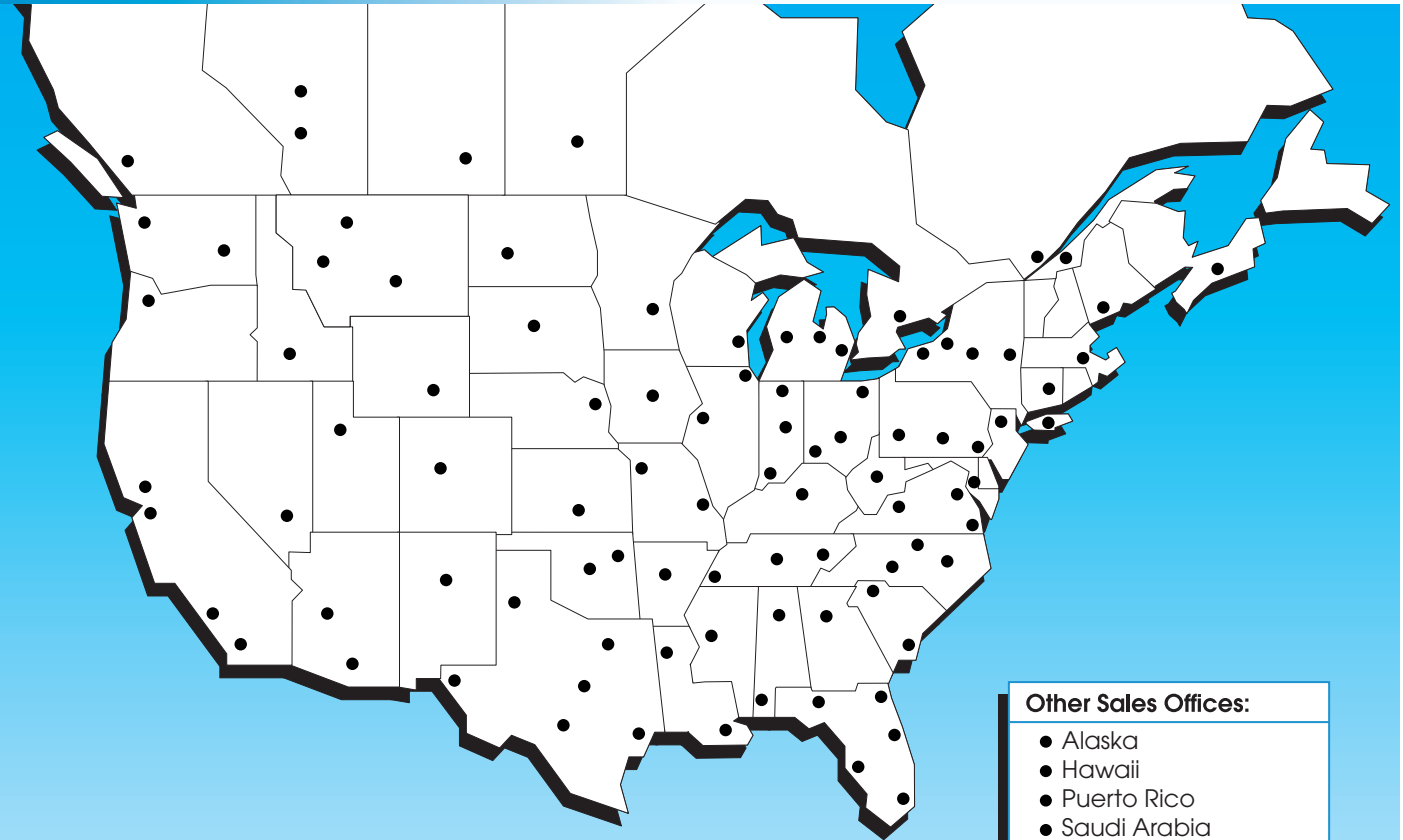 Other Sales Offices:
Alaska
Hawaii
Puerto Rico
Saudi Arabia